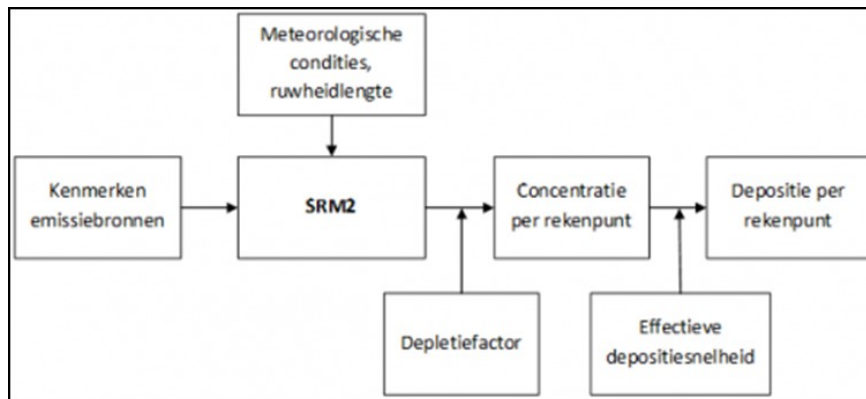 Meteorologische
condities,
ruwheidlengte
Kenmerken
emissiebronnen
SRM2
Concentratie
per rekenpunt
Depositie per
rekenpunt
Depletiefactor
Effectieve
depositiesnelheid